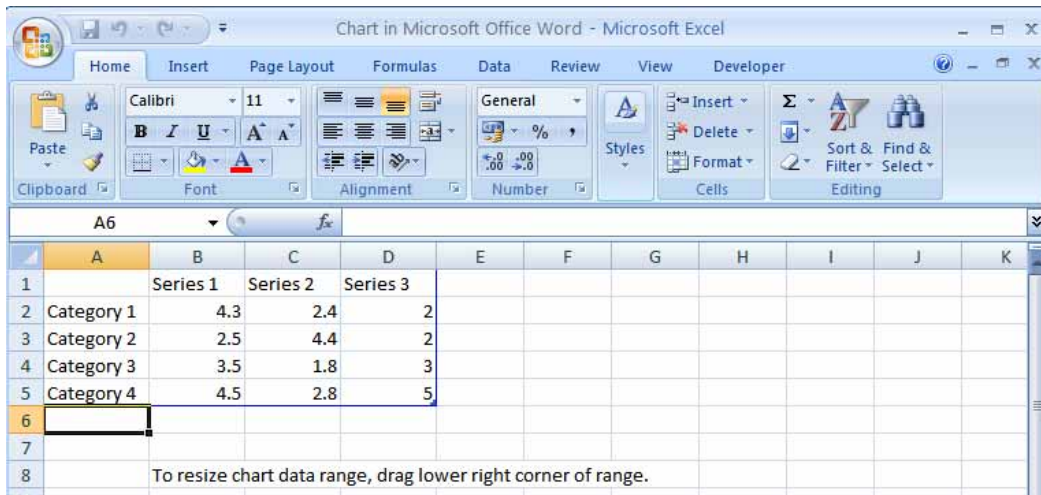 Chart in Microsoft Office Word - Microsoft Excel
Home Insert Page Layout Formulas Data Review View Developer
Calibri 11 General Insert Σ
Paste B I U A A % , Styles Delete Sort & Find &
A .00 .0 Format Filter Select
Clipboard Font Alignment Number Cells Editing
A6 fx
A B C D E F G H I J K
1 Series 1 Series 2 Series 3
2 Category 1 4.3 2.4 2
3 Category 2 2.5 4.4 2
4 Category 3 3.5 1.8 3
5 Category 4 4.5 2.8 5
6
7
8 To resize chart data range, drag lower right corner of range.